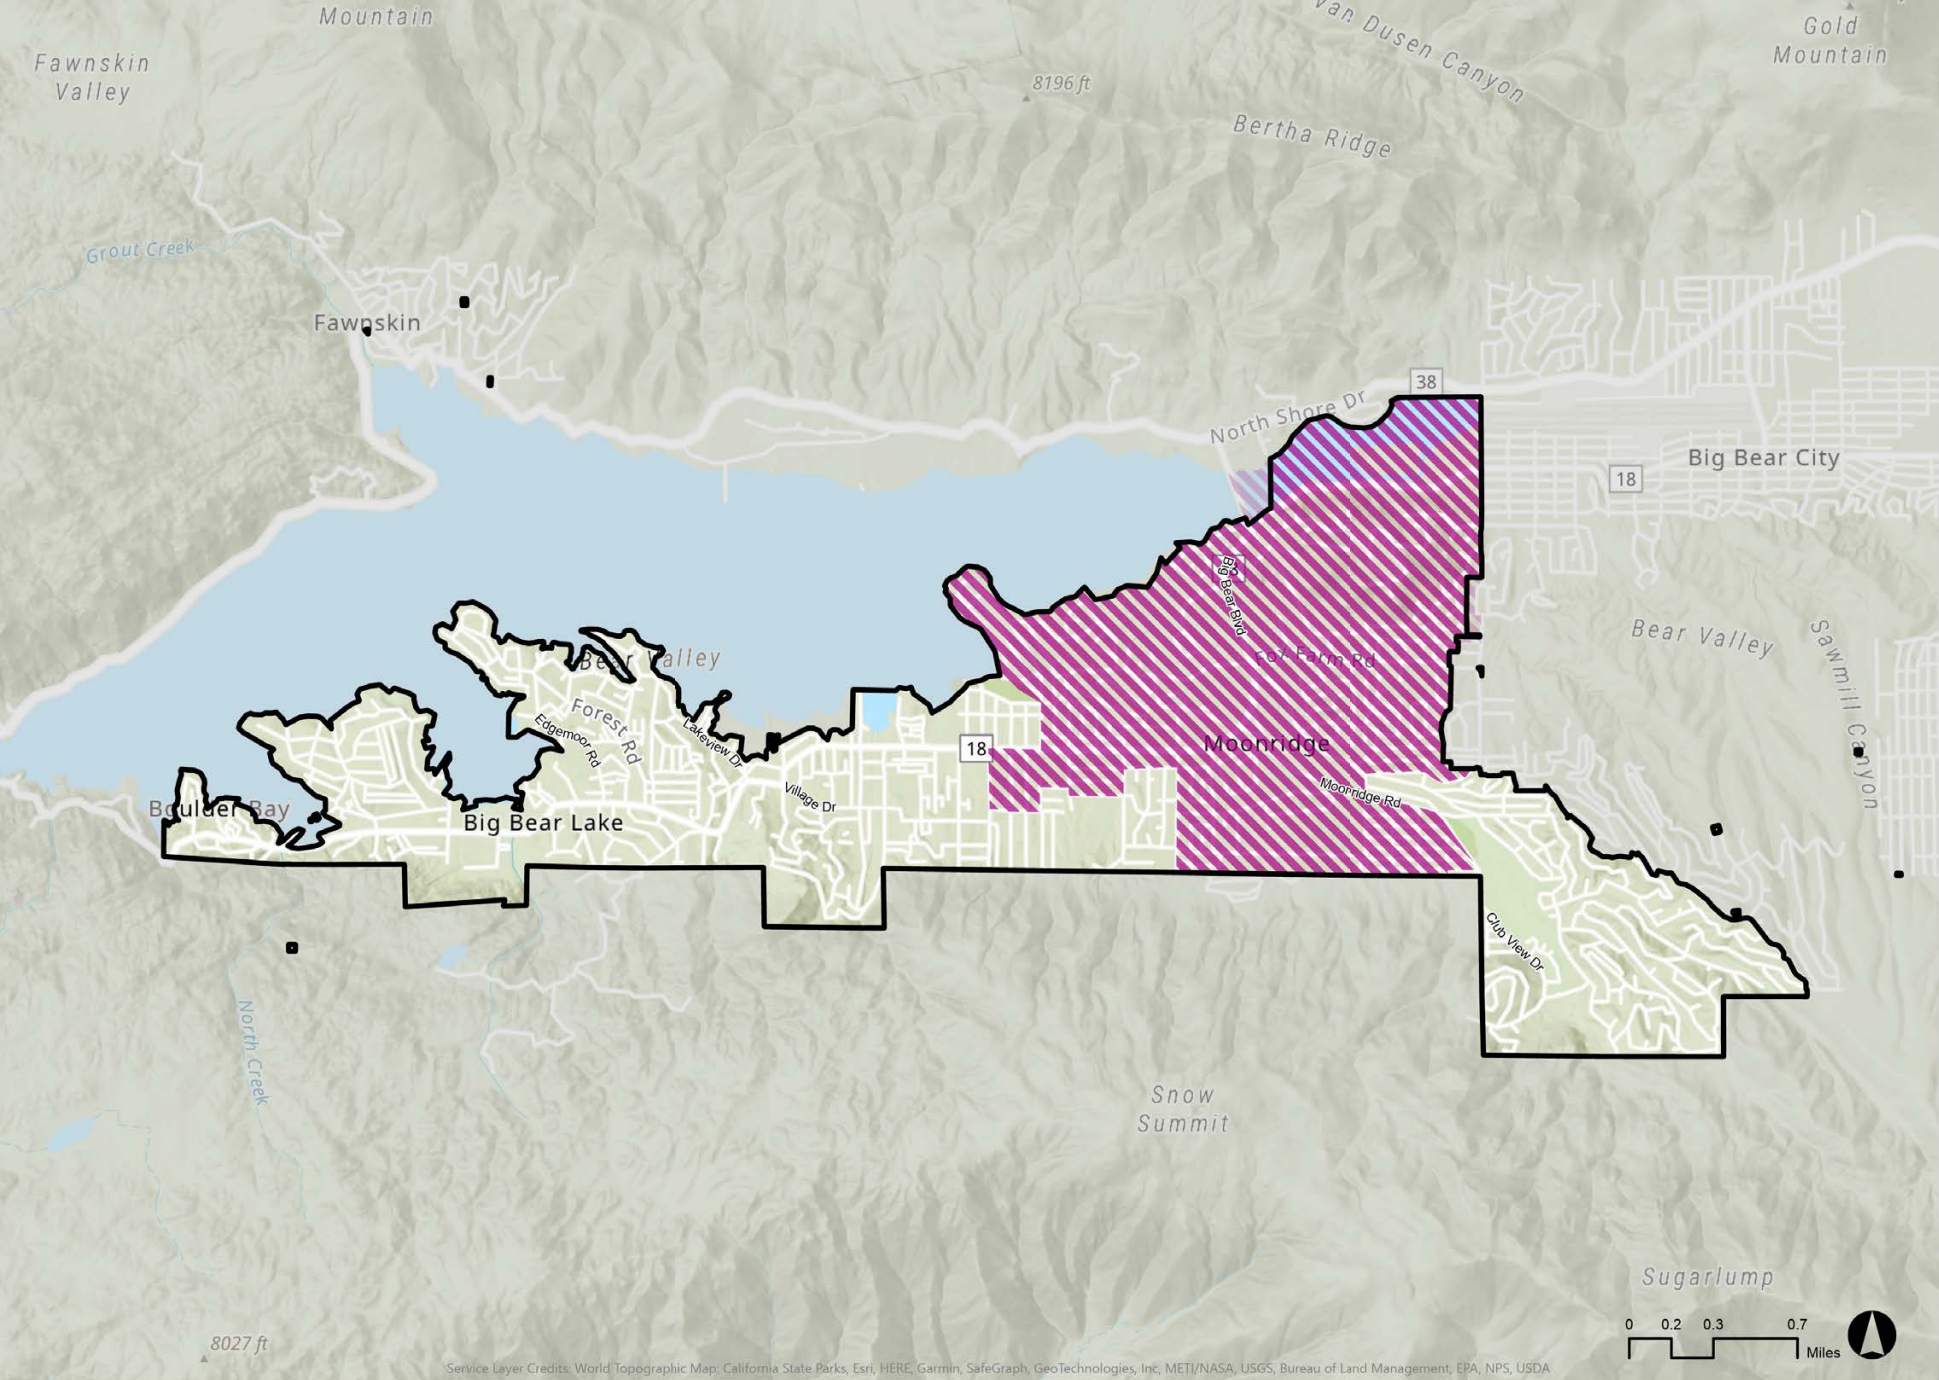 Mountain
Fawnskin
Valley
Van Dusen Canyon
Gold
Mountain
8196 ft
Bertha Ridge
Grout Creek
Fawnskin
38
North Shore Dr
18
Big Bear City
Big Bear Blvd
Fox Farm Rd
Bear Valley
Sawmill Canyon
Bear Valley
Forest Rd
Edgemoor Rd
Lakeview Dr
18
Moonridge
Moonridge Rd
Village Dr
Boulder Bay
Big Bear Lake
Club View Dr
North Creek
Snow
Summit
Sugarlump
8027 ft
0 0.2 0.3 0.7
Miles
Service Layer Credits: World Topographic Map: California State Parks, Esri, HERE, Garmin, SafeGraph, GeoTechnologies, Inc, METI/NASA, USGS, Bureau of Land Management, EPA, NPS, USDA